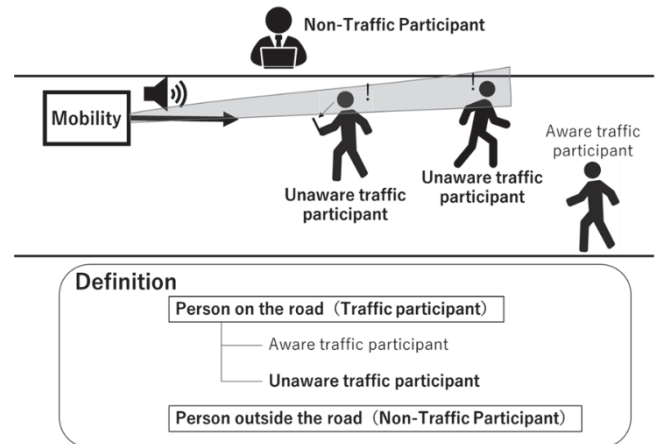 Non-Traffic Participant
Mobility
!
!
Aware traffic
participant
Unaware traffic
participant
Unaware traffic
participant
Definition
Person on the road（Traffic participant）
Aware traffic participant
Unaware traffic participant
Person outside the road（Non-Traffic Participant）